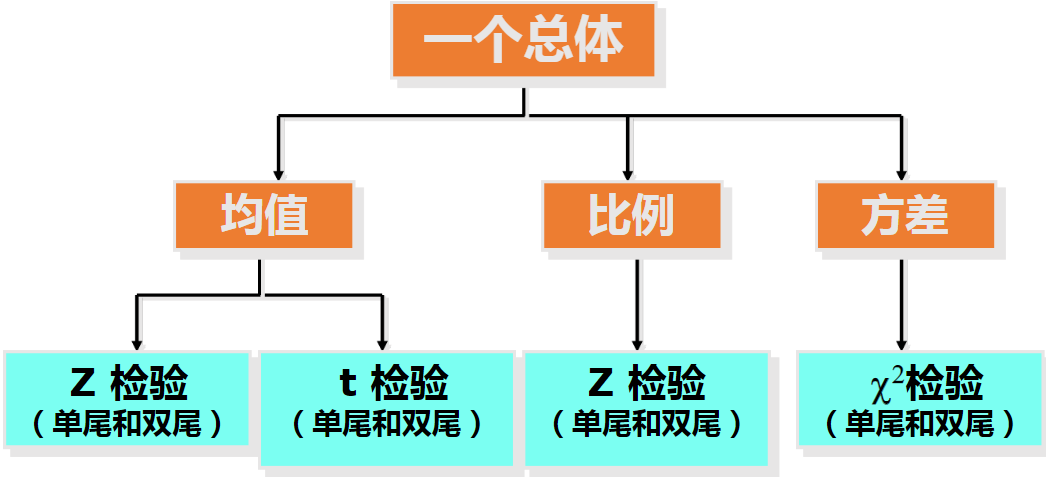 一个总体
均值
比例
方差
Z 检验
（单尾和双尾）
t 检验
（单尾和双尾）
Z 检验
（单尾和双尾）
χ²检验
（单尾和双尾）